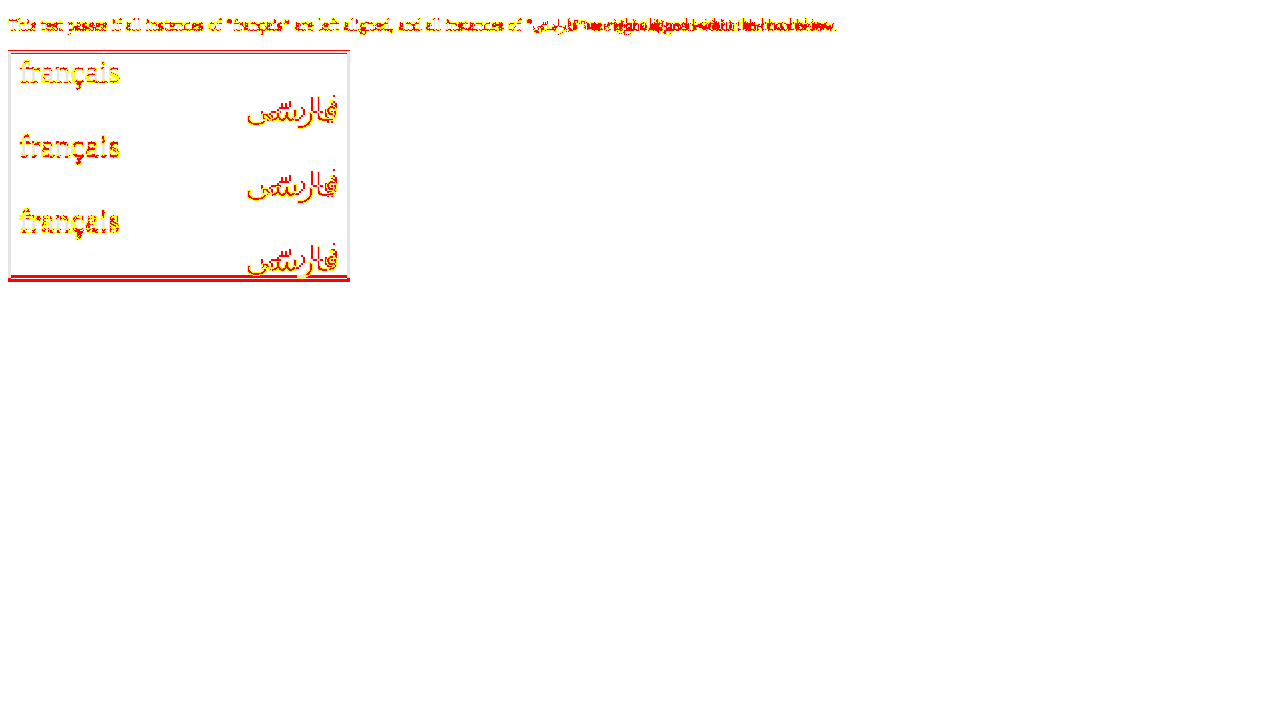 This test passes if all instances of "français" are left aligned, and all instances of "فارسی" are right aligned within the box below.
français
فارسی
français
فارسی
français
فارسی